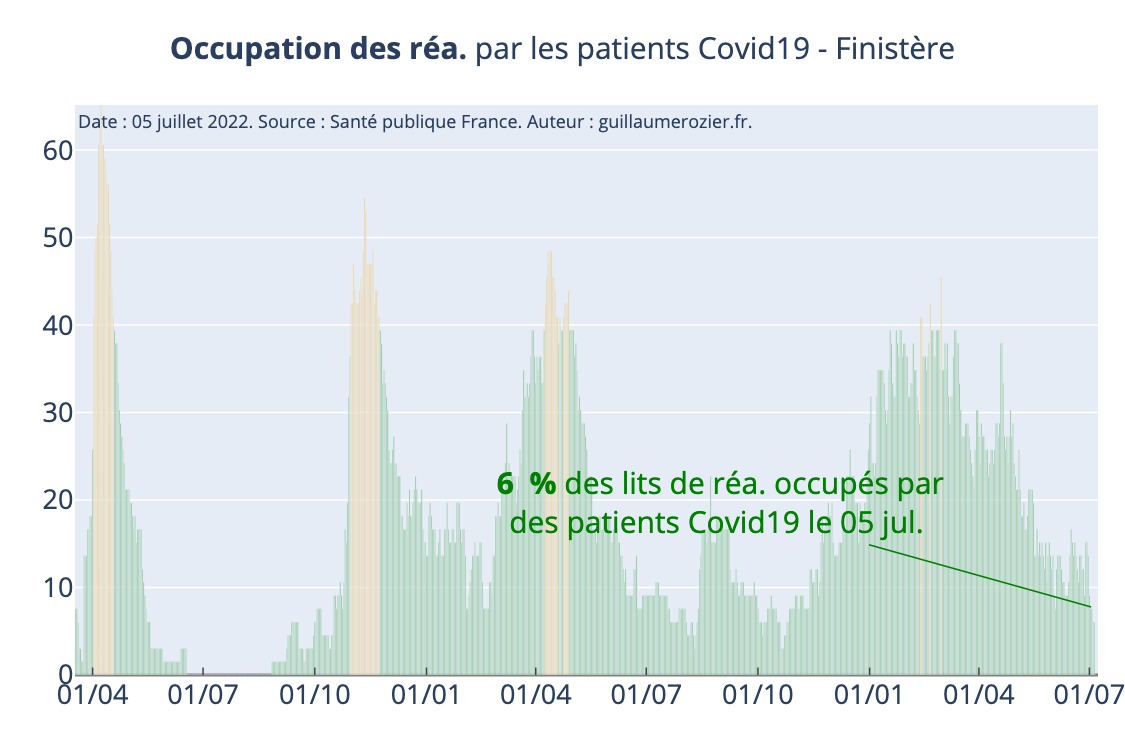 Occupation des réa. par les patients Covid19 - Finistère
Date : 05 juillet 2022. Source : Santé publique France. Auteur : guillaumerozier.fr.
60
50
40
30
20
10
0
6 % des lits de réa. occupés par
des patients Covid19 le 05 jul.
01/04 01/07 01/10 01/01 01/04 01/07 01/10 01/01 01/04 01/07